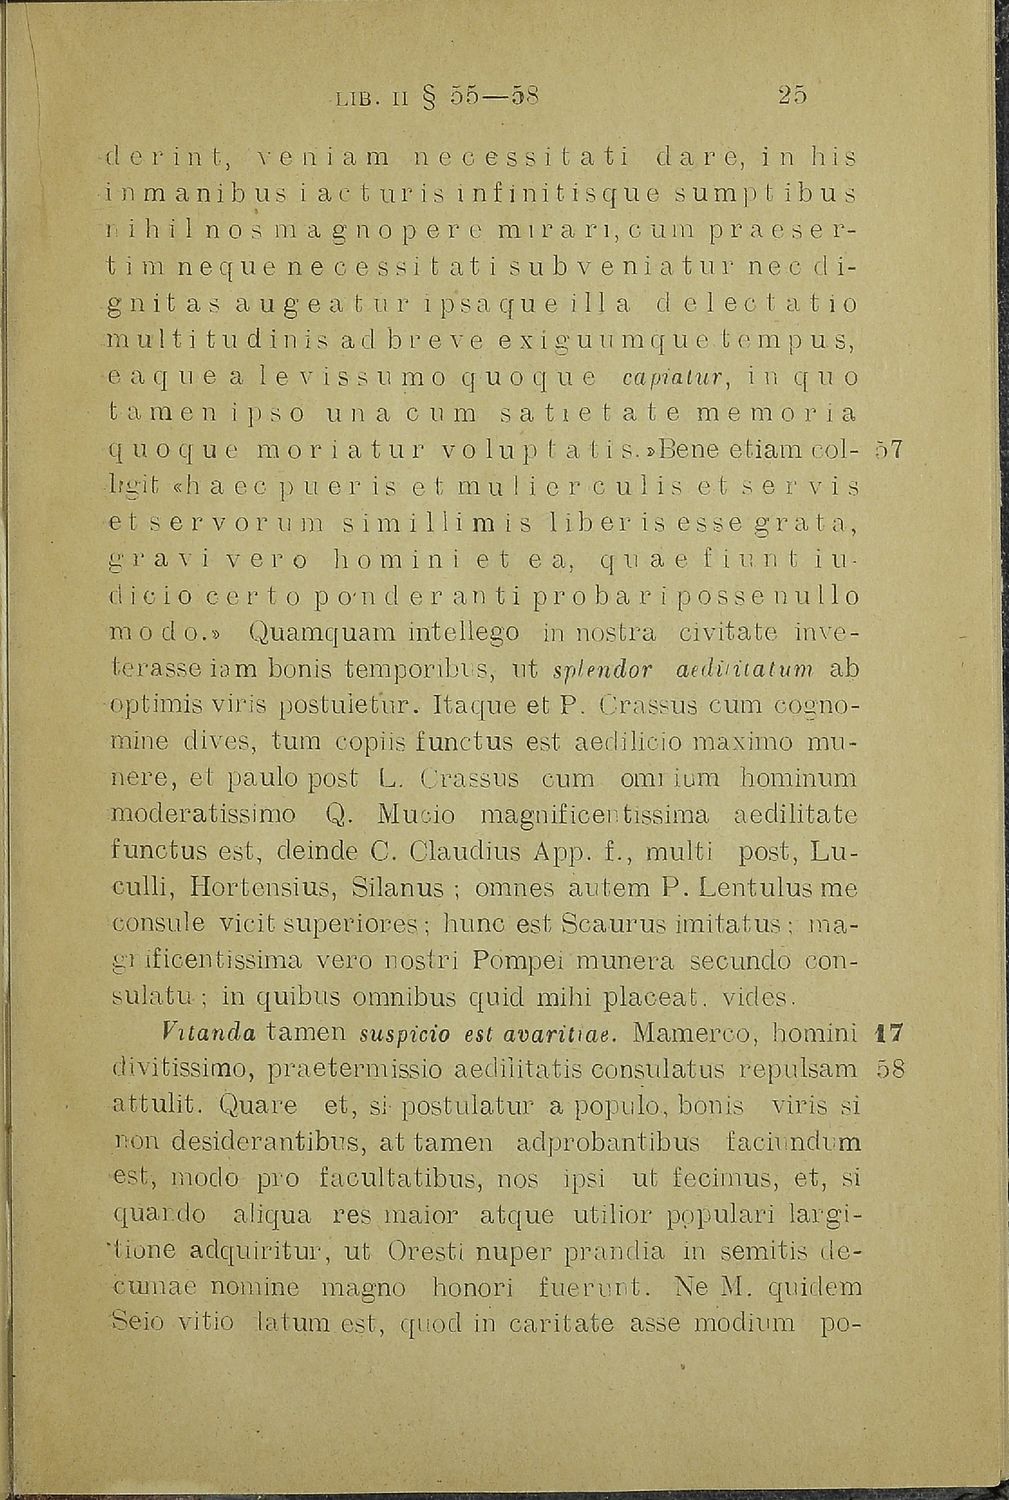 LIB. II § 55—58 25
derint, veniam necessitati dare, in his
inmanibus iacturis infinitisque sumptibus
nihil nos magnopere mirari, cum praeser-
tim neque necessitati subveniatur nec di-
gnitas augeatur ipsaque illa delectatio
multitudinis ad breve exiguumque tempus,
eaque a levissumo quoque capiatur, in quo
tamen ipso una cum satietate memoria
quoque moriatur voluptatis.» Bene etiam col- 57
ligit «haec pueris et mulierculis et servis
et servorum simillimis liberis esse grata,
gravi vero homini et ea, quae fiunt iu-
dicio certo ponderanti probari posse nullo
modo.» Quamquam intellego in nostra civitate inve-
terasse iam bonis temporibus, ut splendor aedilitatum ab
optimis viris postuletur. Itaque et P. Crassus cum cogno-
mine dives, tum copiis functus est aedilicio maximo mu-
nere, et paulo post L. Crassus cum omnium hominum
moderatissimo Q. Mucio magnificentissima aedilitate
functus est, deinde C. Claudius App. f., multi post, Lu-
culli, Hortensius, Silanus ; omnes autem P. Lentulus me
consule vicit superiores ; hunc est Scaurus imitatus ; ma-
gnificentissima vero nostri Pompei munera secundo con-
sulatu ; in quibus omnibus quid mihi placeat. vides.
Vitanda tamen suspicio est avaritiae. Mamerco, homini 17
divitissimo, praetermissio aedilitatis consulatus repulsam 58
attulit. Quare et, si postulatur a populo, bonis viris si
non desiderantibus, at tamen adprobantibus faciundum
est, modo pro facultatibus, nos ipsi ut fecimus, et, si
quando aliqua res maior atque utilior populari largi-
tione adquiritur, ut Oresti nuper prandia in semitis de-
cumae nomine magno honori fuerunt. Ne M. quidem
Seio vitio latum est, quod in caritate asse modium po-